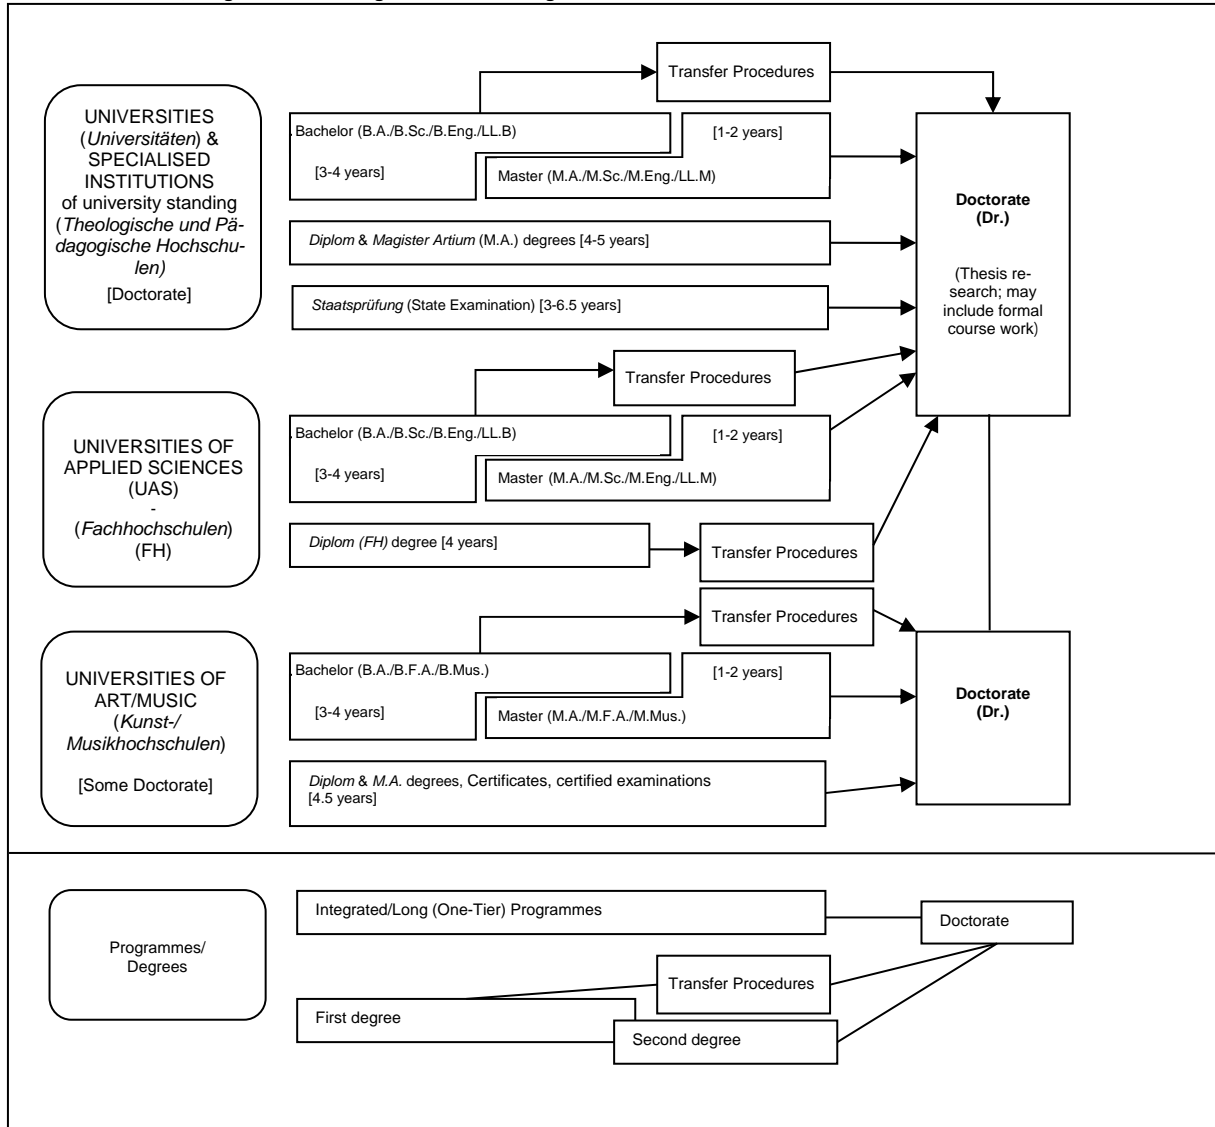 Transfer Procedures
UNIVERSITIES
(Universitäten) &
SPECIALISED
INSTITUTIONS
of university standing
(Theologische und Pä-
dagogische Hochschu-
len)
[Doctorate]
. Bachelor (B.A./B.Sc./B.Eng./LL.B)
[3-4 years]
[1-2 years]
Master (M.A./M.Sc./M.Eng./LL.M)
Diplom & Magister Artium (M.A.) degrees [4-5 years]
Staatsprüfung (State Examination) [3-6.5 years]
Doctorate
(Dr.)
(Thesis re-
search; may
include formal
course work)
Transfer Procedures
UNIVERSITIES OF
APPLIED SCIENCES
(UAS)
-
(Fachhochschulen)
(FH)
. Bachelor (B.A./B.Sc./B.Eng./LL.B)
[3-4 years]
[1-2 years]
Master (M.A./M.Sc./M.Eng./LL.M)
Diplom (FH) degree [4 years]
Transfer Procedures
Transfer Procedures
UNIVERSITIES OF
ART/MUSIC
(Kunst-/
Musikhochschulen)
[Some Doctorate]
. Bachelor (B.A./B.F.A./B.Mus.)
[3-4 years]
[1-2 years]
Master (M.A./M.F.A./M.Mus.)
Diplom & M.A. degrees, Certificates, certified examinations
[4.5 years]
Doctorate
(Dr.)
Programmes/
Degrees
Integrated/Long (One-Tier) Programmes
Doctorate
Transfer Procedures
First degree
Second degree